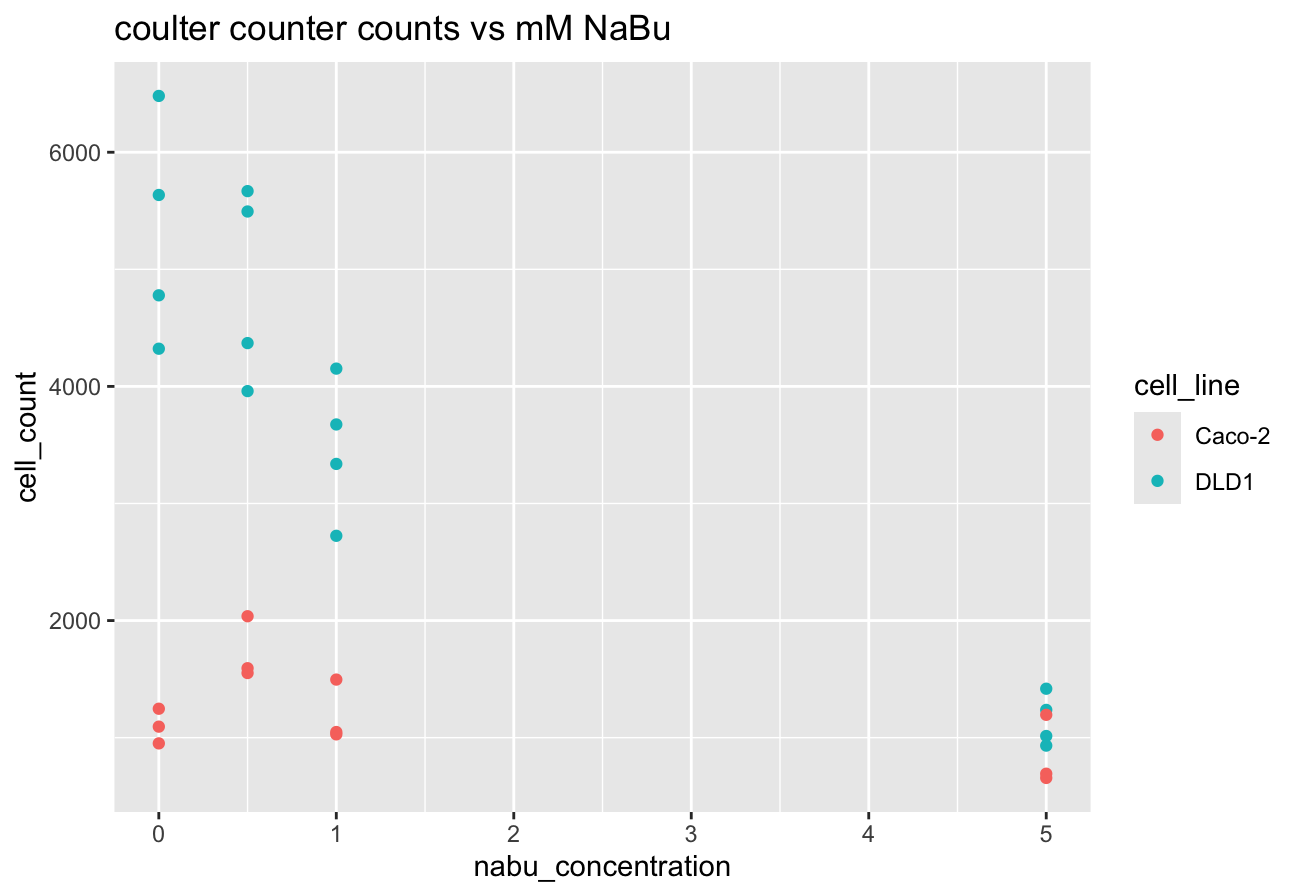 coulter counter counts vs mM NaBu
6000
4000
2000
cell_count
0 1 2 3 4 5
nabu_concentration
cell_line
Caco-2
DLD1